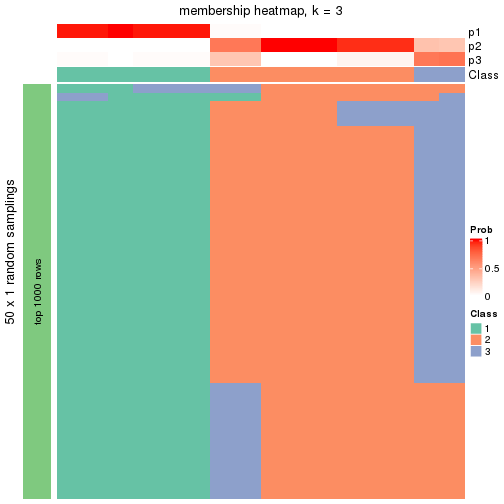 membership heatmap, k = 3
p1
p2
p3
Class
50 x 1 random samplings
top 1000 rows
Prob
1
0.5
0
Class
1
2
3